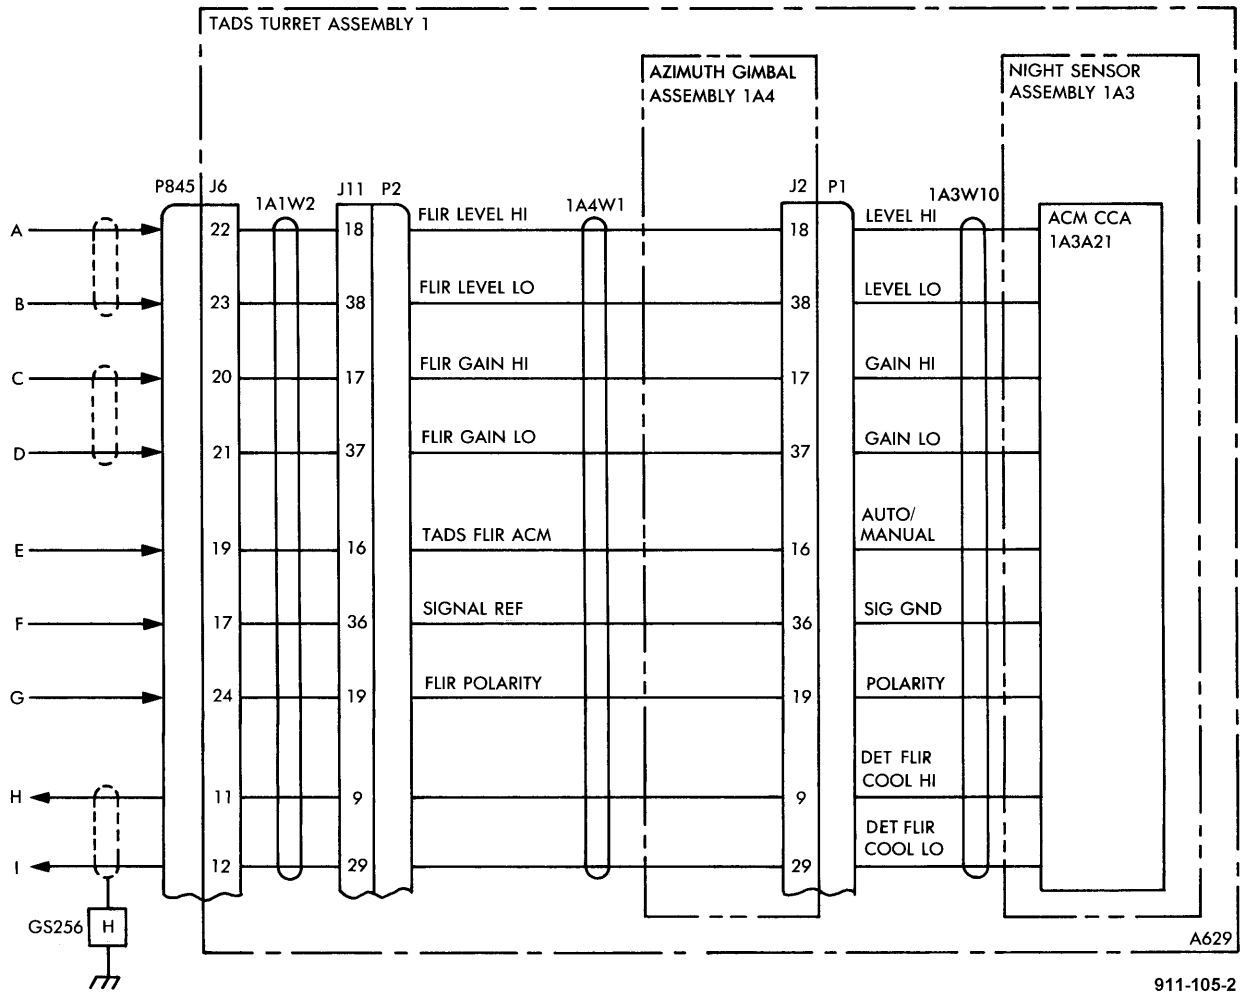 TADS TURRET ASSEMBLY 1
AZIMUTH GIMBAL
ASSEMBLY 1A4
NIGHT SENSOR
ASSEMBLY 1A3
P845 J6
1A1W2
J11 P2
1A4W1
J2 P1
1A3W10
ACM CCA
1A3A21
A 22 18 FLIR LEVEL HI 18 LEVEL HI
B 23 38 FLIR LEVEL LO 38 LEVEL LO
C 20 17 FLIR GAIN HI 17 GAIN HI
D 21 37 FLIR GAIN LO 37 GAIN LO
E 19 16 TADS FLIR ACM 16 AUTO/
MANUAL
F 17 36 SIGNAL REF 36 SIG GND
G 24 19 FLIR POLARITY 19 POLARITY
H 11 9 9 DET FLIR
COOL HI
I 12 29 29 DET FLIR
COOL LO
GS256 H
A629
911-105-2